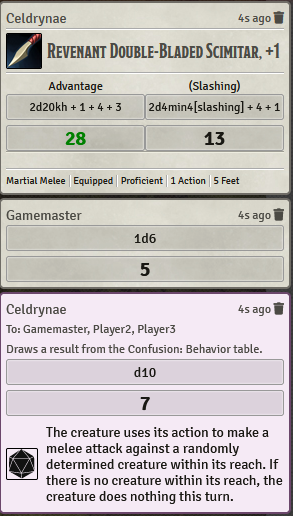 Celdrynae 4s ago
Revenant Double-Bladed Scimitar, +1
Advantage (Slashing)
2d20kh + 1 + 4 + 3 2d4min4[slashing] + 4 + 1
28 13
Martial Melee Equipped Proficient 1 Action 5 Feet
Gamemaster 4s ago
1d6
5
Celdrynae 4s ago
To: Gamemaster, Player2, Player3
Draws a result from the Confusion: Behavior table.
d10
7
The creature uses its action to make a
melee attack against a randomly
determined creature within its reach. If
there is no creature within its reach, the
creature does nothing this turn.